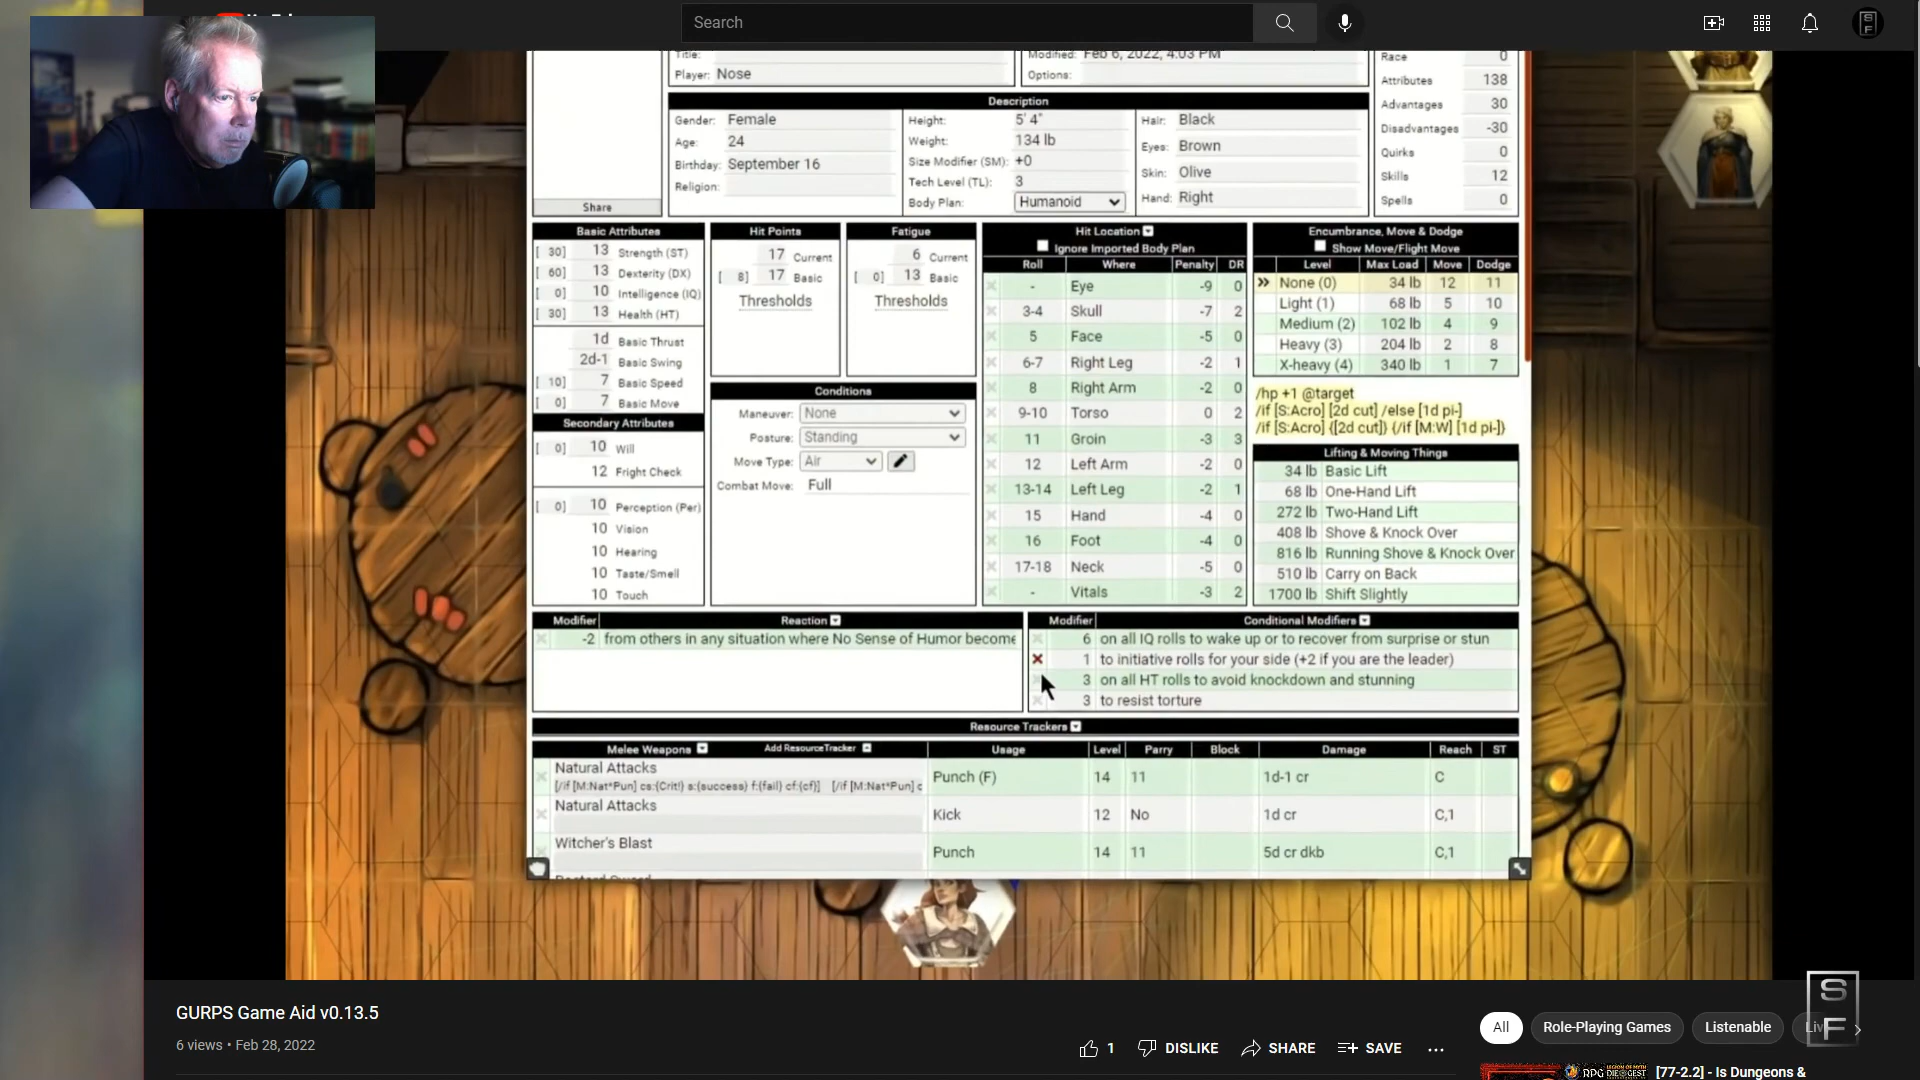 Search
S
F
Title:
Player: Nose
Modified: Feb 6, 2022, 4:03 PM
Options:
Race 0
Attributes 138
Advantages 30
Disadvantages -30
Quirks 0
Skills 12
Spells 0
Description
Gender: Female
Age: 24
Birthday: September 16
Religion:
Height: 5' 4"
Weight: 134 lb
Size Modifier (SM): +0
Tech Level (TL): 3
Body Plan: Humanoid
Hair: Black
Eyes: Brown
Skin: Olive
Hand: Right
Share
Basic Attributes
[ 30] 13 Strength (ST)
[ 60] 13 Dexterity (DX)
[ 0] 10 Intelligence (IQ)
[ 30] 13 Health (HT)
1d Basic Thrust
2d-1 Basic Swing
[ 10] 7 Basic Speed
[ 0] 7 Basic Move
Secondary Attributes
[ 0] 10 Will
12 Fright Check
[ 0] 10 Perception (Per)
10 Vision
10 Hearing
10 Taste/Smell
10 Touch
Hit Points
17 Current
[ 8] 17 Basic
Thresholds
Fatigue
6 Current
[ 0] 13 Basic
Thresholds
Conditions
Maneuver: None
Posture: Standing
Move Type: Air
Combat Move: Full
Hit Location
Ignore Imported Body Plan
Roll Where Penalty DR
- Eye -9 0
3-4 Skull -7 2
5 Face -5 0
6-7 Right Leg -2 1
8 Right Arm -2 0
9-10 Torso 0 2
11 Groin -3 3
12 Left Arm -2 0
13-14 Left Leg -2 1
15 Hand -4 0
16 Foot -4 0
17-18 Neck -5 0
- Vitals -3 2
Encumbrance, Move & Dodge
Show Move/Flight Move
Level Max Load Move Dodge
» None (0) 34 lb 12 11
Light (1) 68 lb 5 10
Medium (2) 102 lb 4 9
Heavy (3) 204 lb 2 8
X-heavy (4) 340 lb 1 7
/hp +1 @target
/if [S:Acro] [2d cut] /else [1d pi-]
/if [S:Acro] {[2d cut]} {/if [M:W] [1d pi-]}
Lifting & Moving Things
34 lb Basic Lift
68 lb One-Hand Lift
272 lb Two-Hand Lift
408 lb Shove & Knock Over
816 lb Running Shove & Knock Over
510 lb Carry on Back
1700 lb Shift Slightly
Modifier Reaction
-2 from others in any situation where No Sense of Humor become
Modifier Conditional Modifiers
6 on all IQ rolls to wake up or to recover from surprise or stun
1 to initiative rolls for your side (+2 if you are the leader)
3 on all HT rolls to avoid knockdown and stunning
3 to resist torture
Resource Trackers
Melee Weapons Add ResourceTracker Usage Level Parry Block Damage Reach ST
Natural Attacks Punch (F) 14 11 1d-1 cr C
[/if [M:Nat*Pun] cs:{Crit!} s:{success} f:{fail} cf:{cf}] [/if [M:Nat*Pun] c
Natural Attacks Kick 12 No 1d cr C,1
Witcher's Blast Punch 14 11 5d cr dkb C,1
GURPS Game Aid v0.13.5
6 views • Feb 28, 2022
1 DISLIKE SHARE SAVE
All Role-Playing Games Listenable
S
F
RPG DIEGEST [77-2.2] - Is Dungeons &